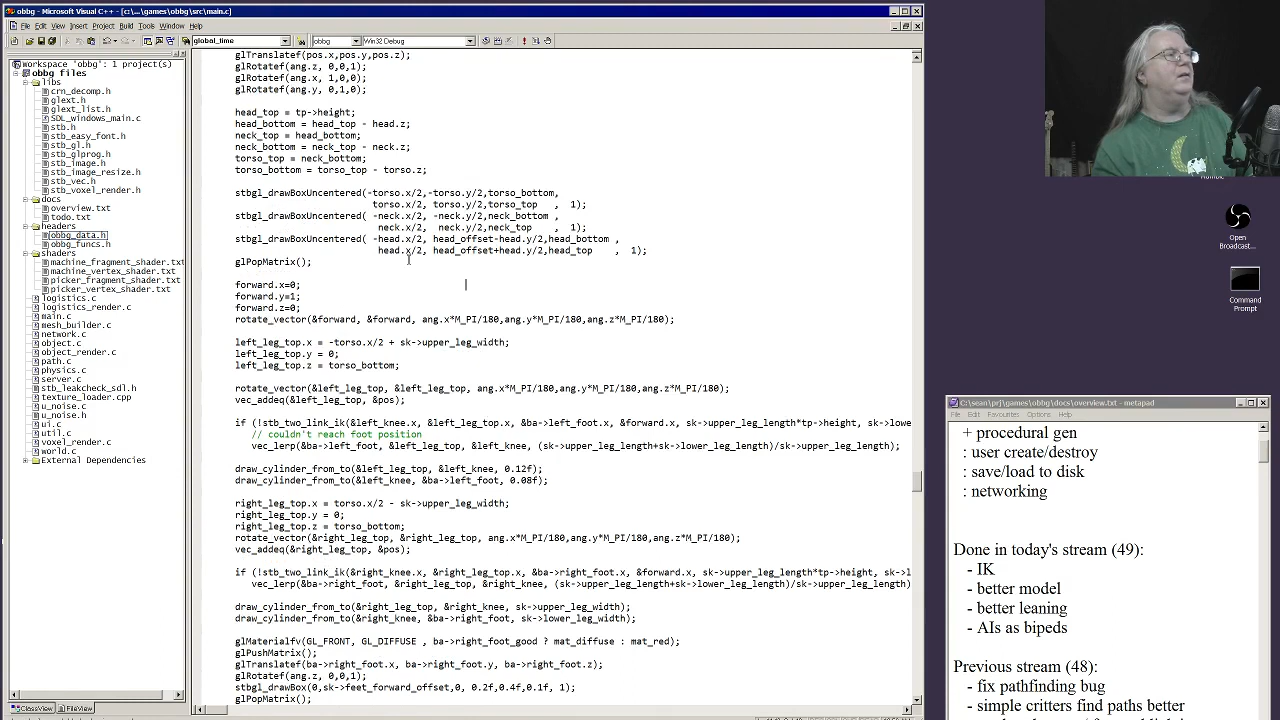 obbg - Microsoft Visual C++ - [c:\...\games\obbg\src\main.c]
File Edit View Insert Project Build Tools Window Help
global_time
obbg
Win32 Debug
Workspace 'obbg': 1 project(s)
obbg files
libs
crn_decomp.h
glext.h
glext_list.h
SDL_windows_main.c
stb.h
stb_easy_font.h
stb_gl.h
stb_glprog.h
stb_image.h
stb_image_resize.h
stb_vec.h
stb_voxel_render.h
docs
overview.txt
todo.txt
headers
obbg_data.h
obbg_funcs.h
shaders
machine_fragment_shader.txt
machine_vertex_shader.txt
picker_fragment_shader.txt
picker_vertex_shader.txt
logistics.c
logistics_render.c
main.c
mesh_builder.c
network.c
object.c
object_render.c
path.c
physics.c
server.c
stb_leakcheck_sdl.h
texture_loader.cpp
u_noise.c
u_noise.h
ui.c
util.c
voxel_render.c
world.c
External Dependencies
ClassView
FileView
glTranslatef(pos.x,pos.y,pos.z);
glRotatef(ang.z, 0,0,1);
glRotatef(ang.x, 1,0,0);
glRotatef(ang.y, 0,1,0);
head_top = tp->height;
head_bottom = head_top - head.z;
neck_top = head_bottom;
neck_bottom = neck_top - neck.z;
torso_top = neck_bottom;
torso_bottom = torso_top - torso.z;
stbgl_drawBoxUncentered(-torso.x/2,-torso.y/2,torso_bottom,
torso.x/2, torso.y/2,torso_top   , 1);
stbgl_drawBoxUncentered( -neck.x/2, -neck.y/2,neck_bottom ,
neck.x/2,  neck.y/2,neck_top    , 1);
stbgl_drawBoxUncentered( -head.x/2, head_offset-head.y/2,head_bottom ,
head.x/2, head_offset+head.y/2,head_top    , 1);
glPopMatrix();
forward.x=0;
forward.y=1;
forward.z=0;
rotate_vector(&forward, &forward, ang.x*M_PI/180,ang.y*M_PI/180,ang.z*M_PI/180);
left_leg_top.x = -torso.x/2 + sk->upper_leg_width;
left_leg_top.y = 0;
left_leg_top.z = torso_bottom;
rotate_vector(&left_leg_top, &left_leg_top, ang.x*M_PI/180,ang.y*M_PI/180,ang.z*M_PI/180);
vec_addeq(&left_leg_top, &pos);
if (!stb_two_link_ik(&left_knee.x, &left_leg_top.x, &ba->left_foot.x, &forward.x, sk->upper_leg_length*tp->height, sk->lowe
// couldn't reach foot position
vec_lerp(&ba->left_foot, &left_leg_top, &left_knee, (sk->upper_leg_length+sk->lower_leg_length)/sk->upper_leg_length);
draw_cylinder_from_to(&left_leg_top, &left_knee, 0.12f);
draw_cylinder_from_to(&left_knee, &ba->left_foot, 0.08f);
right_leg_top.x = torso.x/2 - sk->upper_leg_width;
right_leg_top.y = 0;
right_leg_top.z = torso_bottom;
rotate_vector(&right_leg_top, &right_leg_top, ang.x*M_PI/180,ang.y*M_PI/180,ang.z*M_PI/180);
vec_addeq(&right_leg_top, &pos);
if (!stb_two_link_ik(&right_knee.x, &right_leg_top.x, &ba->right_foot.x, &forward.x, sk->upper_leg_length*tp->height, sk->l
vec_lerp(&ba->right_foot, &right_leg_top, &right_knee, (sk->upper_leg_length+sk->lower_leg_length)/sk->upper_leg_length)
draw_cylinder_from_to(&right_leg_top, &right_knee, sk->upper_leg_width);
draw_cylinder_from_to(&right_knee, &ba->right_foot, sk->lower_leg_width);
glMaterialfv(GL_FRONT, GL_DIFFUSE , ba->right_foot_good ? mat_diffuse : mat_red);
glPushMatrix();
glTranslatef(ba->right_foot.x, ba->right_foot.y, ba->right_foot.z);
glRotatef(ang.z, 0,0,1);
stbgl_drawBox(0,sk->feet_forward_offset,0, 0.2f,0.4f,0.1f, 1);
glPopMatrix();
Open Broadcast...
Command Prompt
C:\sean\prj\games\obbg\docs\overview.txt - metapad
File Edit Favourites Options Help
+ procedural gen
: user create/destroy
: save/load to disk
: networking
Done in today's stream (49):
- IK
- better model
- better leaning
- AIs as bipeds
Previous stream (48):
- fix pathfinding bug
- simple critters find paths better